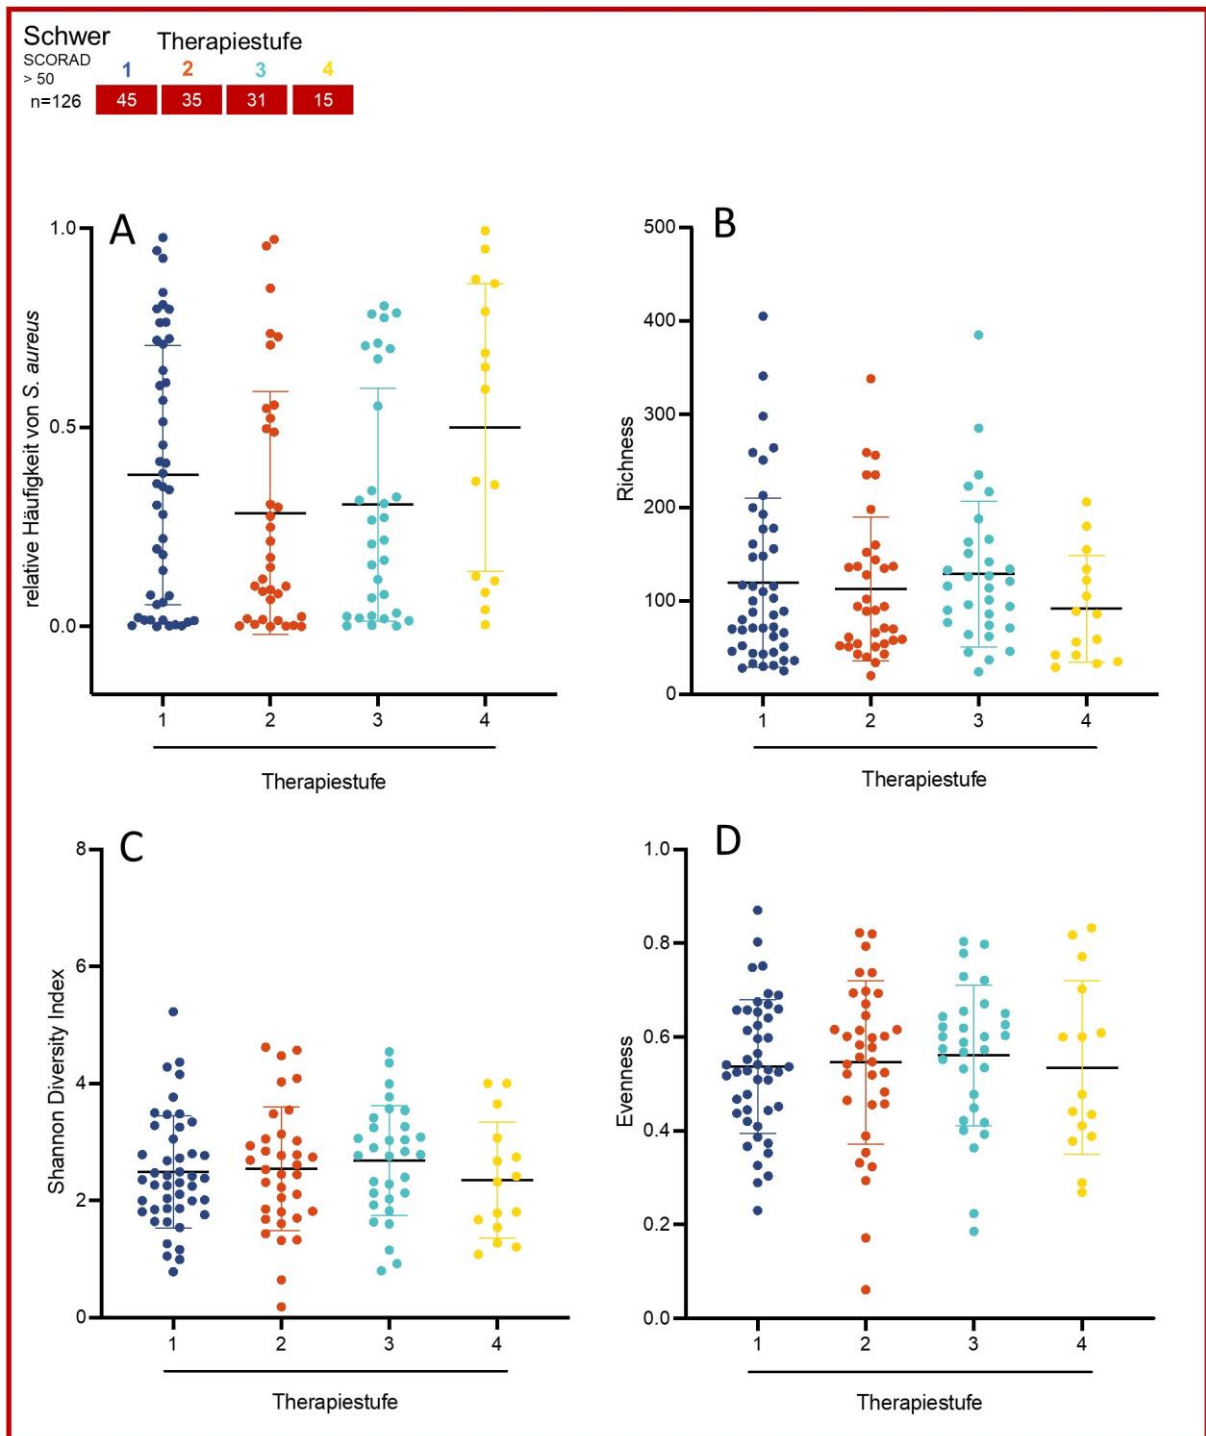 Schwer Therapiestufe
SCORAD
> 50
1 2 3 4
n=126 45 35 31 15
A
relative Häufigkeit von S. aureus
1.0
0.5
0.0
1 2 3 4
Therapiestufe
B
Richness
500
400
300
200
100
0
1 2 3 4
Therapiestufe
C
Shannon Diversity Index
8
6
4
2
0
1 2 3 4
Therapiestufe
D
Evenness
1.0
0.8
0.6
0.4
0.2
0.0
1 2 3 4
Therapiestufe